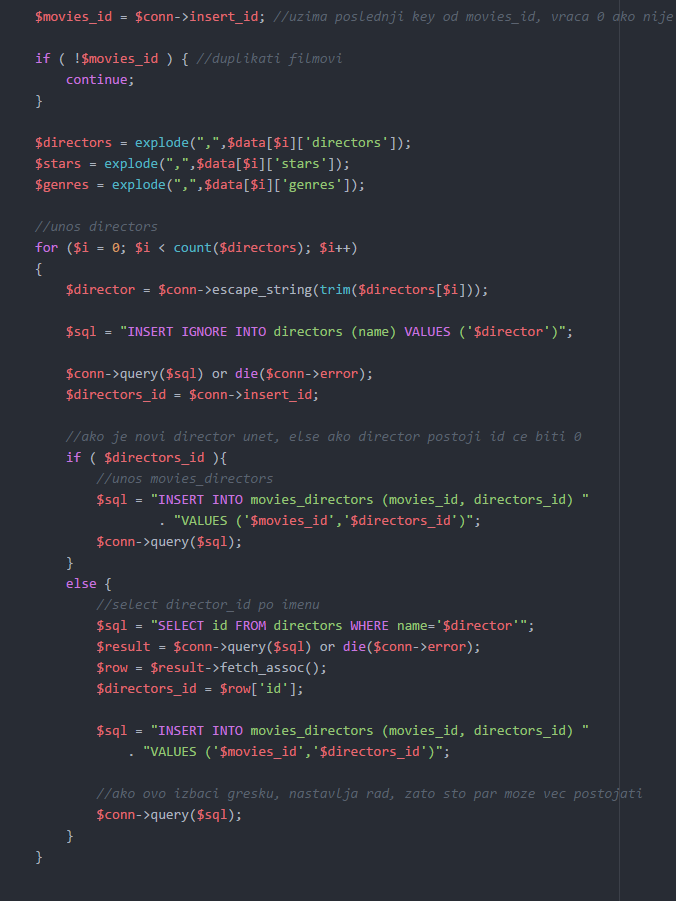 $movies_id = $conn->insert_id; //uzima poslednji key od movies_id, vraca 0 ako nije
if ( !$movies_id ) { //duplikati filmovi
continue;
}
$directors = explode(",",$data[$i]['directors']);
$stars = explode(",",$data[$i]['stars']);
$genres = explode(",",$data[$i]['genres']);
//unos directors
for ($i = 0; $i < count($directors); $i++)
{
$director = $conn->escape_string(trim($directors[$i]));
$sql = "INSERT IGNORE INTO directors (name) VALUES ('$director')";
$conn->query($sql) or die($conn->error);
$directors_id = $conn->insert_id;
//ako je novi director unet, else ako director postoji id ce biti 0
if ( $directors_id ){
//unos movies_directors
$sql = "INSERT INTO movies_directors (movies_id, directors_id) "
. "VALUES ('$movies_id','$directors_id')";
$conn->query($sql);
}
else {
//select director_id po imenu
$sql = "SELECT id FROM directors WHERE name='$director'";
$result = $conn->query($sql) or die($conn->error);
$row = $result->fetch_assoc();
$directors_id = $row['id'];
$sql = "INSERT INTO movies_directors (movies_id, directors_id) "
. "VALUES ('$movies_id','$directors_id')";
//ako ovo izbaci gresku, nastavlja rad, zato sto par moze vec postojati
$conn->query($sql);
}
}